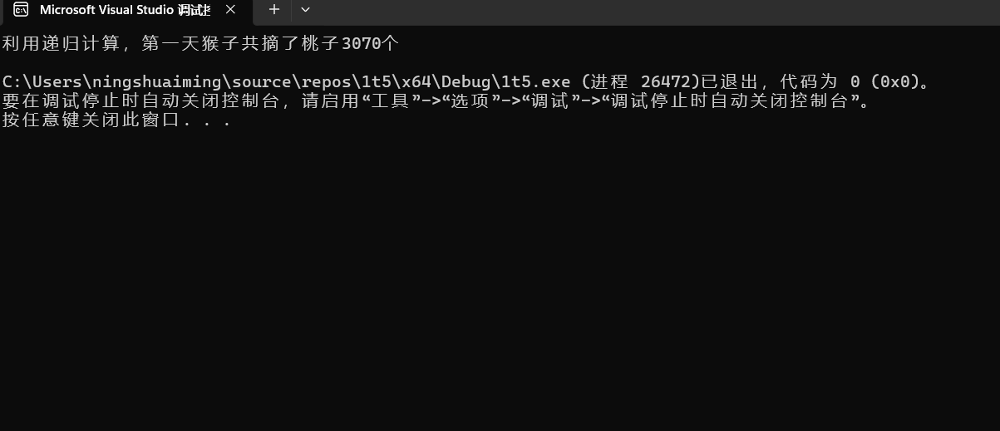 Microsoft Visual Studio 调试
利用递归计算，第一天猴子共摘了桃子3070个
C:\Users\ningshuaiming\source\repos\1t5\x64\Debug\1t5.exe (进程 26472)已退出，代码为 0 (0x0)。
要在调试停止时自动关闭控制台，请启用“工具”->“选项”->“调试”->“调试停止时自动关闭控制台”。
按任意键关闭此窗口. . .